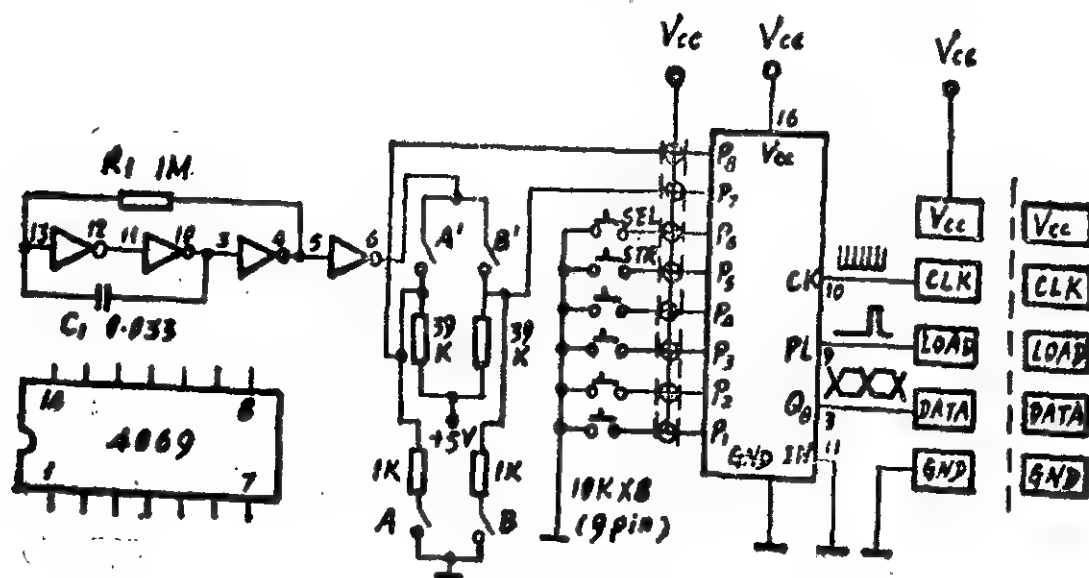 Vcc
Vcc
Vcc
16
Vcc
R1 1M
13
12
11
10
3
4
5
6
C1 0.033
A'
B'
39
K
39
K
+5V
1K
1K
A
B
SEL
STR
P8
P7
P6
P5
P4
P3
P2
P1
GND
CK
10
PL
9
Q8
3
IN
11
10K×8
(9pin)
14
8
4069
1
7
Vcc
CLK
LOAD
DATA
GND
Vcc
CLK
LOAD
DATA
GND